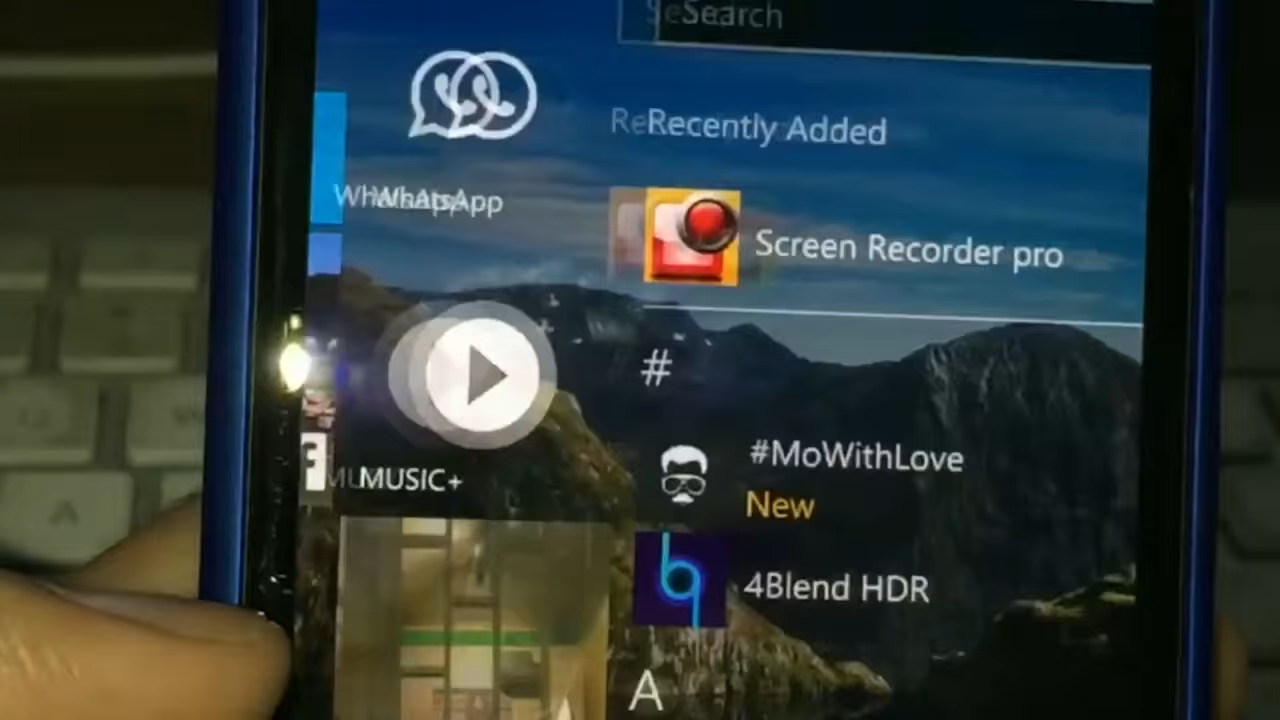 Search
Recently Added
WhatsApp
Screen Recorder pro
#
#MoWithLove
New
MUSIC+
4Blend HDR
A